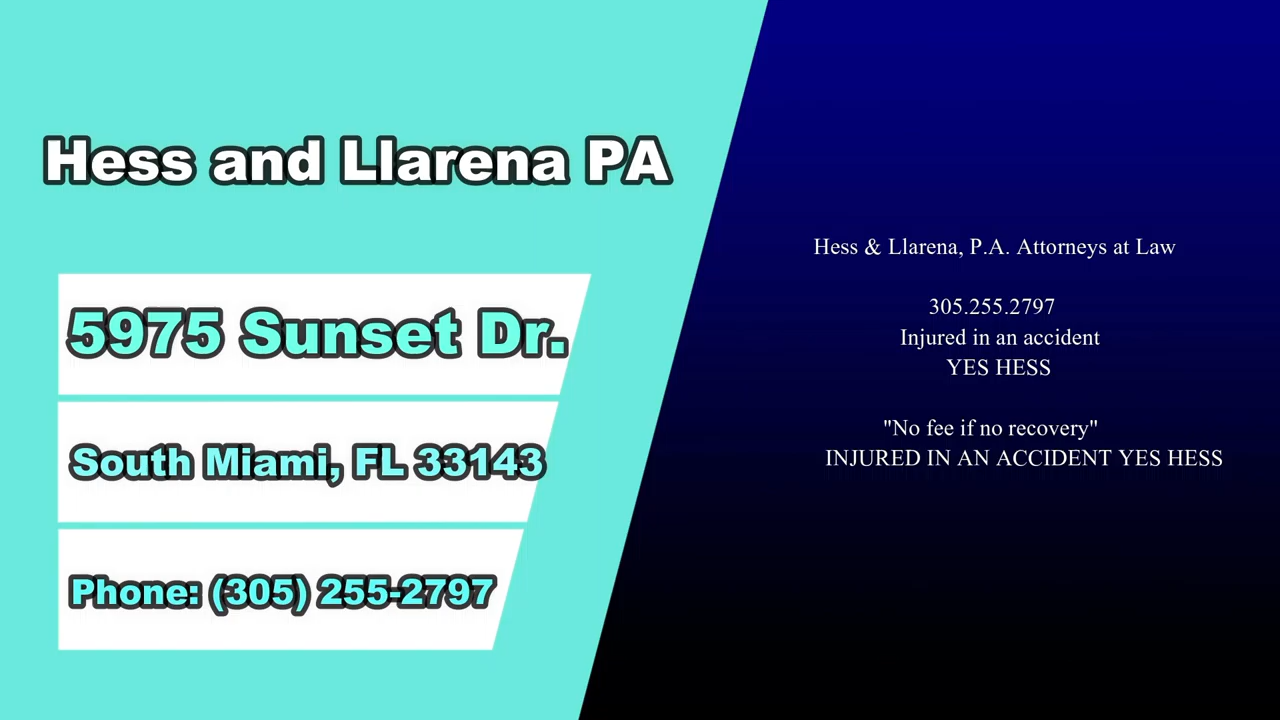 Hess and Llarena PA
5975 Sunset Dr.
South Miami, FL 33143
Phone: (305) 255-2797
Hess & Llarena, P.A. Attorneys at Law
305.255.2797
Injured in an accident
YES HESS
"No fee if no recovery"
INJURED IN AN ACCIDENT YES HESS